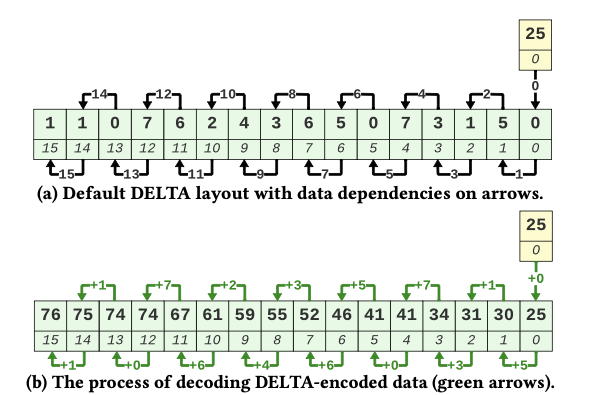 25
0
14 12 10 8 6 4 2 0
1 1 0 7 6 2 4 3 6 5 0 7 3 1 5 0
15 14 13 12 11 10 9 8 7 6 5 4 3 2 1 0
15 13 11 9 7 5 3 1
(a) Default DELTA layout with data dependencies on arrows.
25
0
+0
+1 +7 +2 +3 +5 +7 +1
76 75 74 74 67 61 59 55 52 46 41 41 34 31 30 25
15 14 13 12 11 10 9 8 7 6 5 4 3 2 1 0
+1 +0 +6 +4 +6 +0 +3 +5
(b) The process of decoding DELTA-encoded data (green arrows).